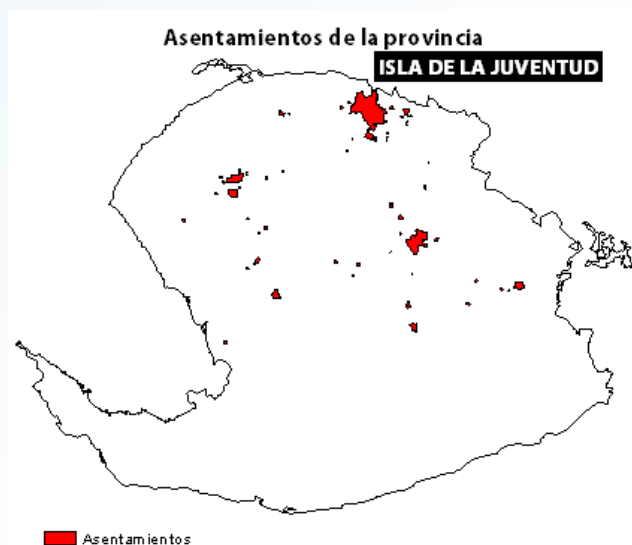 Asentamientos de la provincia
ISLA DE LA JUVENTUD
Asentamientos